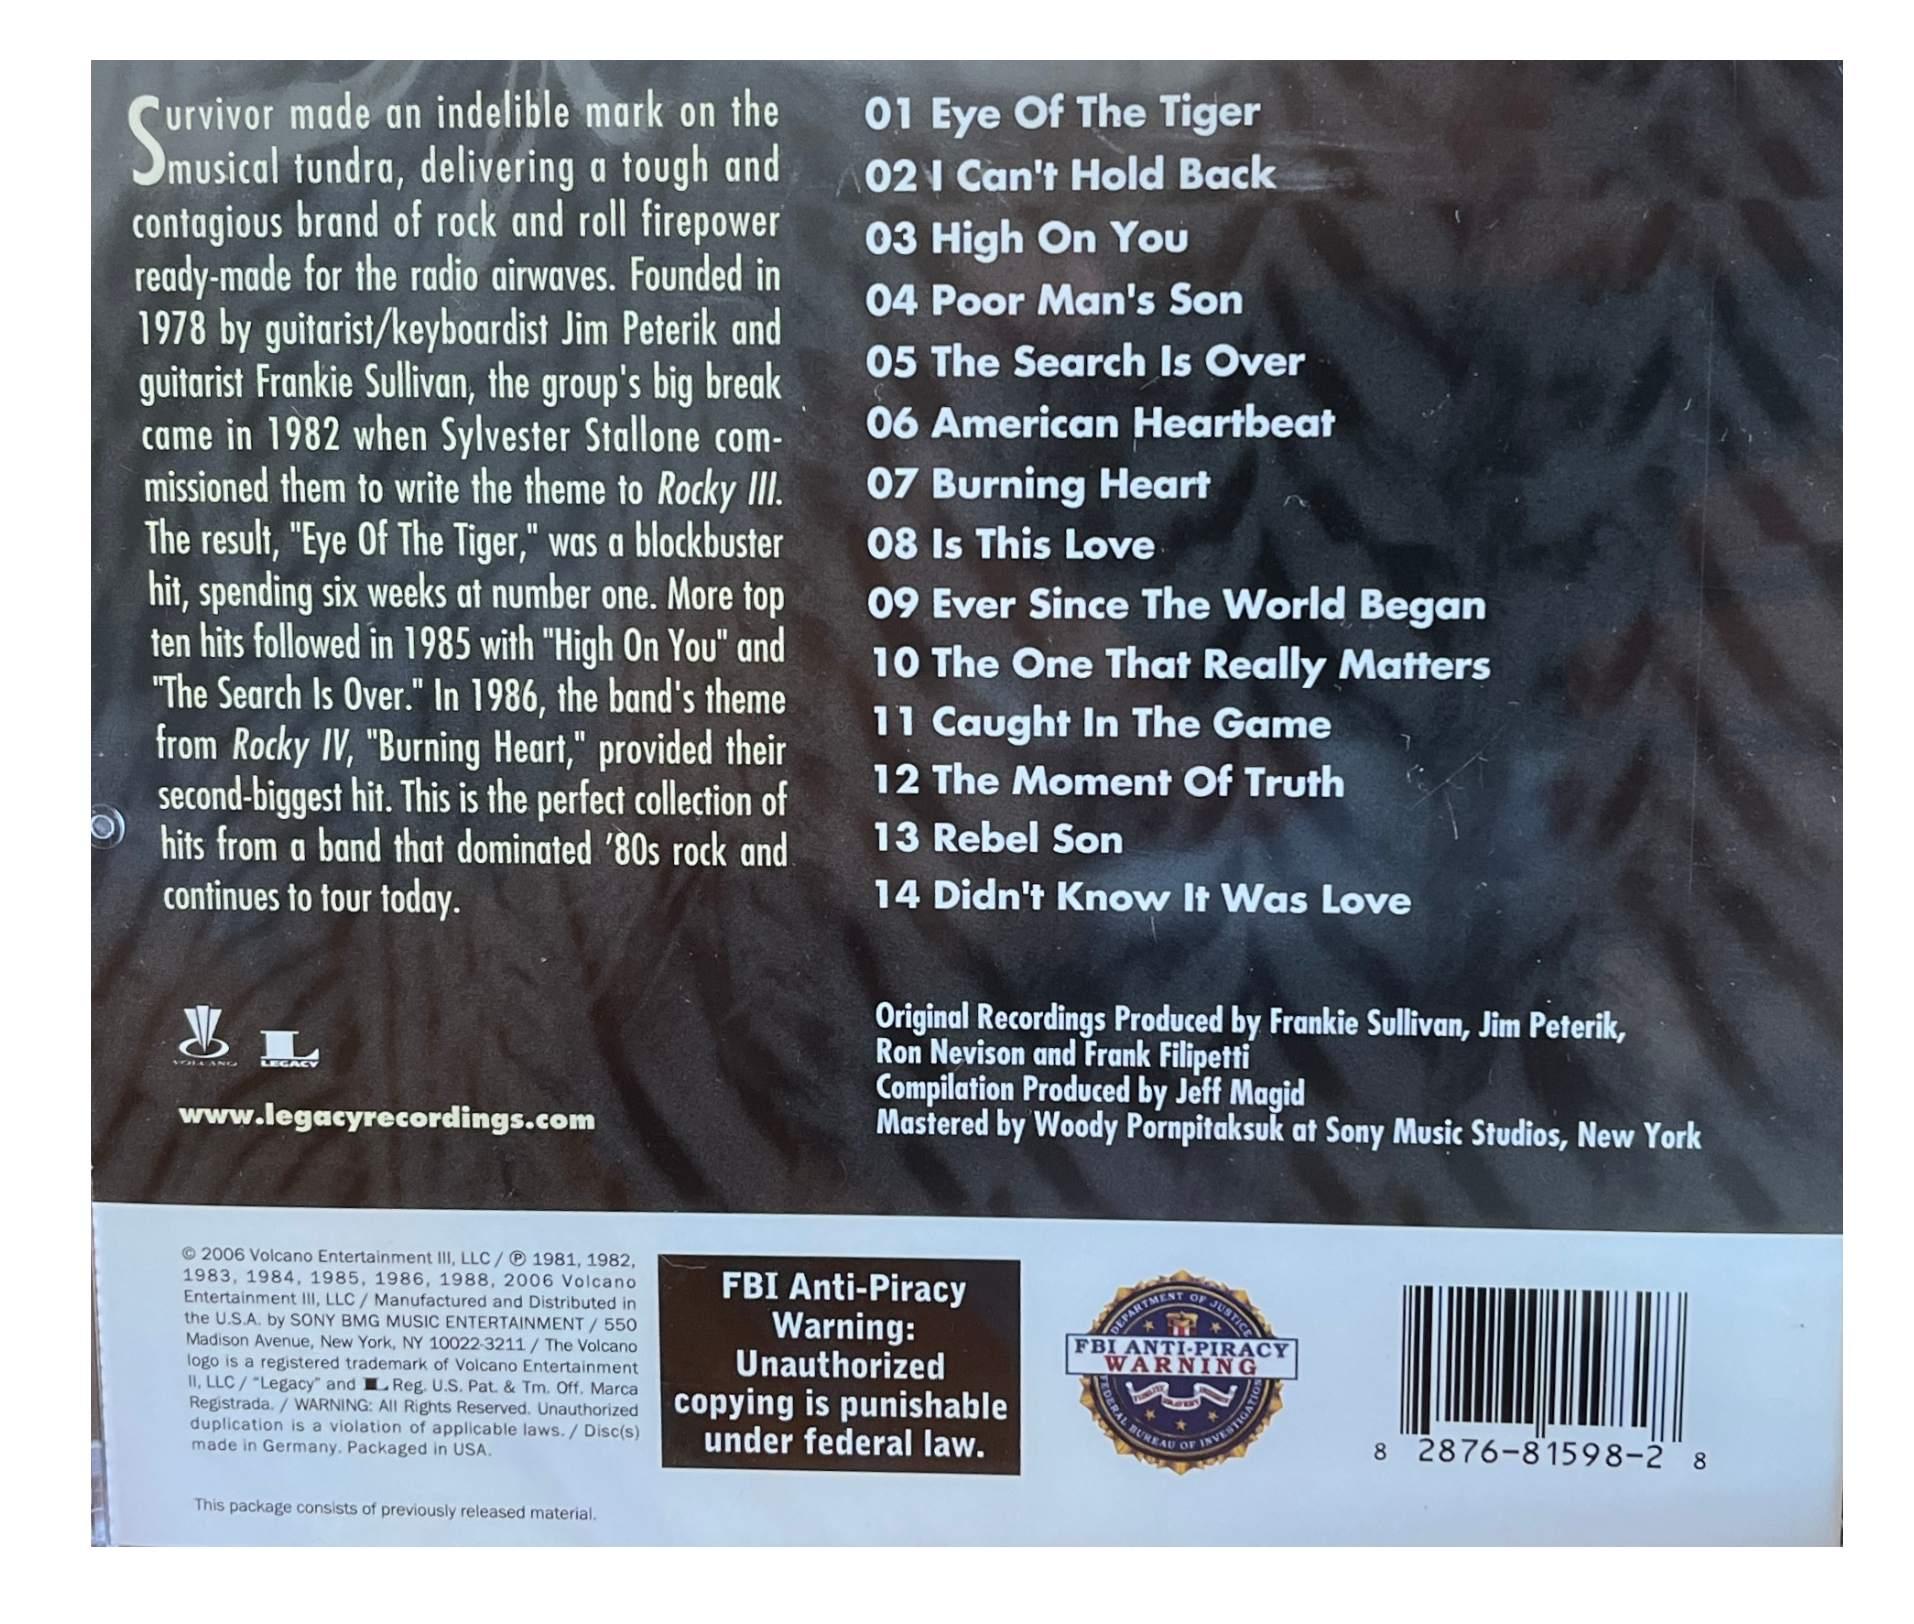 Survivor made an indelible mark on the
musical tundra, delivering a tough and
contagious brand of rock and roll firepower
ready-made for the radio airwaves. Founded in
1978 by guitarist/keyboardist Jim Peterik and
guitarist Frankie Sullivan, the group's big break
came in 1982 when Sylvester Stallone com-
missioned them to write the theme to Rocky III.
The result, "Eye Of The Tiger," was a blockbuster
hit, spending six weeks at number one. More top
ten hits followed in 1985 with "High On You" and
"The Search Is Over." In 1986, the band's theme
from Rocky IV, "Burning Heart," provided their
second-biggest hit. This is the perfect collection of
hits from a band that dominated '80s rock and
continues to tour today.
01 Eye Of The Tiger
02 I Can't Hold Back
03 High On You
04 Poor Man's Son
05 The Search Is Over
06 American Heartbeat
07 Burning Heart
08 Is This Love
09 Ever Since The World Began
10 The One That Really Matters
11 Caught In The Game
12 The Moment Of Truth
13 Rebel Son
14 Didn't Know It Was Love
VOLCANO
LEGACY
www.legacyrecordings.com
Original Recordings Produced by Frankie Sullivan, Jim Peterik,
Ron Nevison and Frank Filipetti
Compilation Produced by Jeff Magid
Mastered by Woody Pornpitaksuk at Sony Music Studios, New York
© 2006 Volcano Entertainment III, LLC / ℗ 1981, 1982,
1983, 1984, 1985, 1986, 1988, 2006 Volcano
Entertainment III, LLC / Manufactured and Distributed in
the U.S.A. by SONY BMG MUSIC ENTERTAINMENT / 550
Madison Avenue, New York, NY 10022-3211 / The Volcano
logo is a registered trademark of Volcano Entertainment
II, LLC / "Legacy" and L Reg. U.S. Pat. & Tm. Off. Marca
Registrada. / WARNING: All Rights Reserved. Unauthorized
duplication is a violation of applicable laws. / Disc(s)
made in Germany. Packaged in USA.
This package consists of previously released material.
FBI Anti-Piracy
Warning:
Unauthorized
copying is punishable
under federal law.
DEPARTMENT OF JUSTICE
FBI ANTI-PIRACY
WARNING
FEDERAL BUREAU OF INVESTIGATION
8 2876-81598-2 8